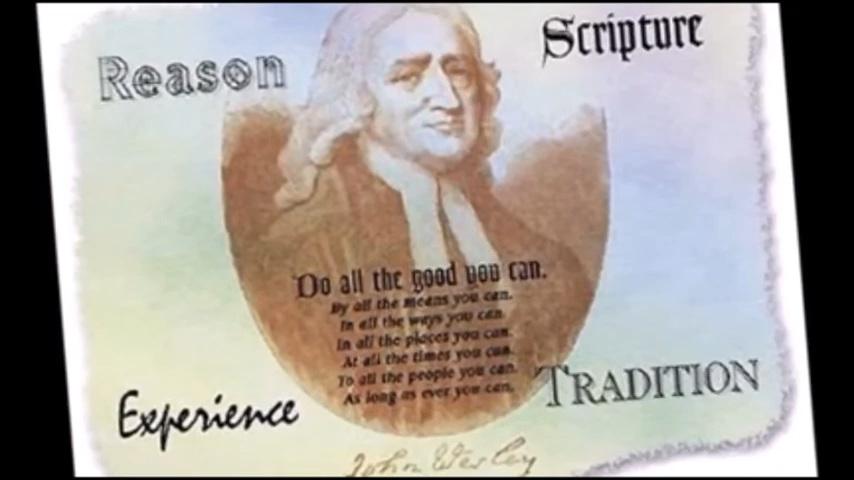 Scripture
Reason
Do all the good you can.
By all the means you can.
In all the ways you can.
In all the places you can.
At all the times you can.
To all the people you can.
As long as ever you can.
TRADITION
Experience
John Wesley